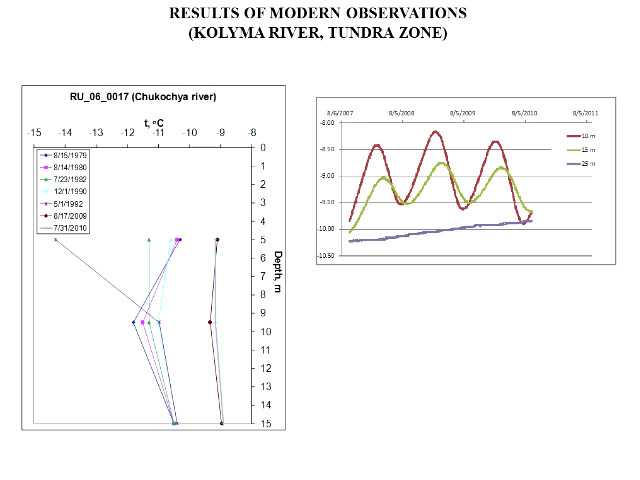 RESULTS OF MODERN OBSERVATIONS
(KOLYMA RIVER, TUNDRA ZONE)
RU_06_0017 (Chukochya river)
t, °C
-15 -14 -13 -12 -11 -10 -9 -8
8/15/1979
8/14/1980
7/23/1982
12/1/1990
5/1/1992
8/17/2009
7/31/2010
0
1
2
3
4
5
6
7
8
9
10
11
12
13
14
15
Depth, m
8/6/2007 8/5/2008 8/5/2009 8/5/2010 8/5/2011
-8.00
-8.50
-9.00
-9.50
-10.00
-10.50
10 m
15 m
25 m